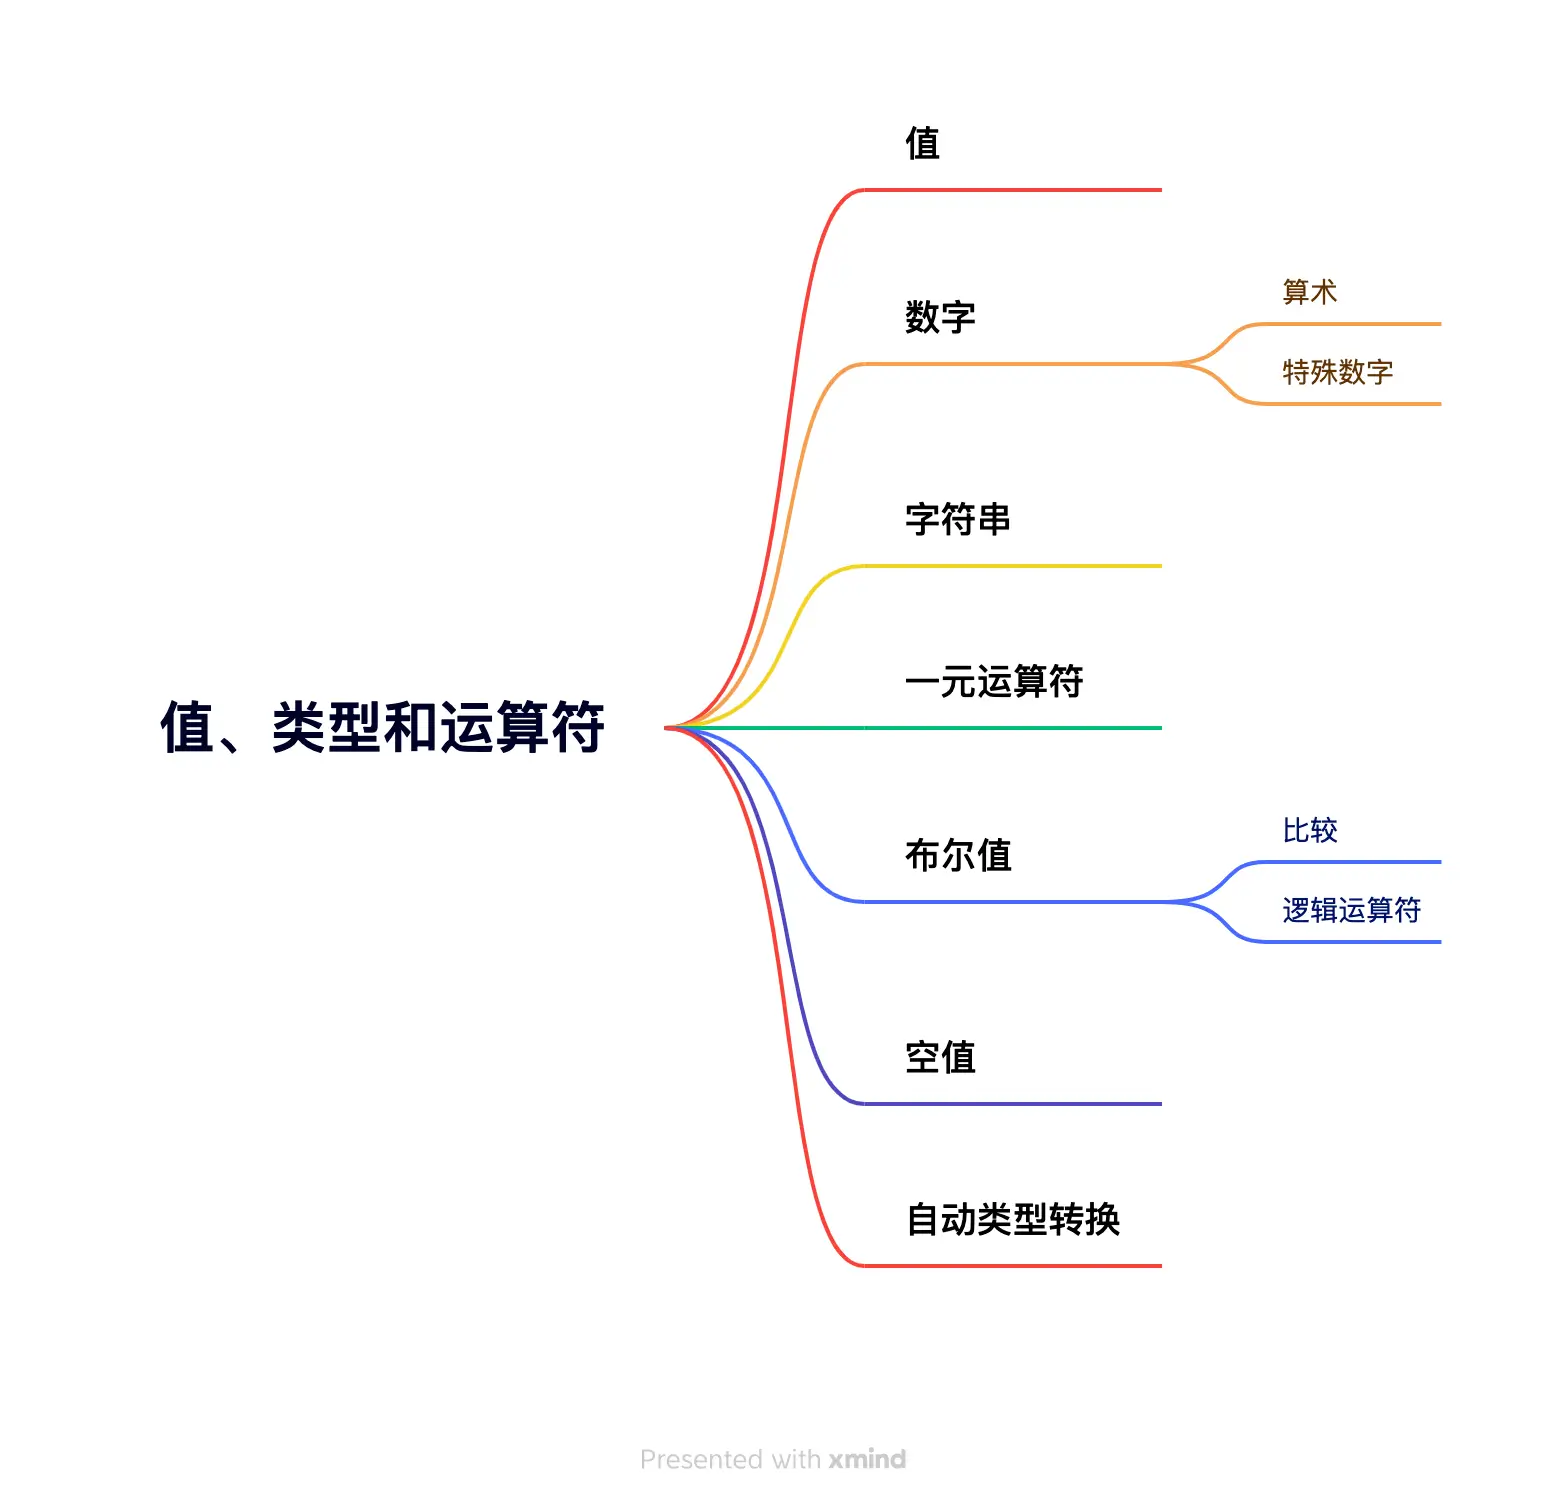 值、类型和运算符
值
数字
算术
特殊数字
字符串
一元运算符
布尔值
比较
逻辑运算符
空值
自动类型转换
Presented with xmind